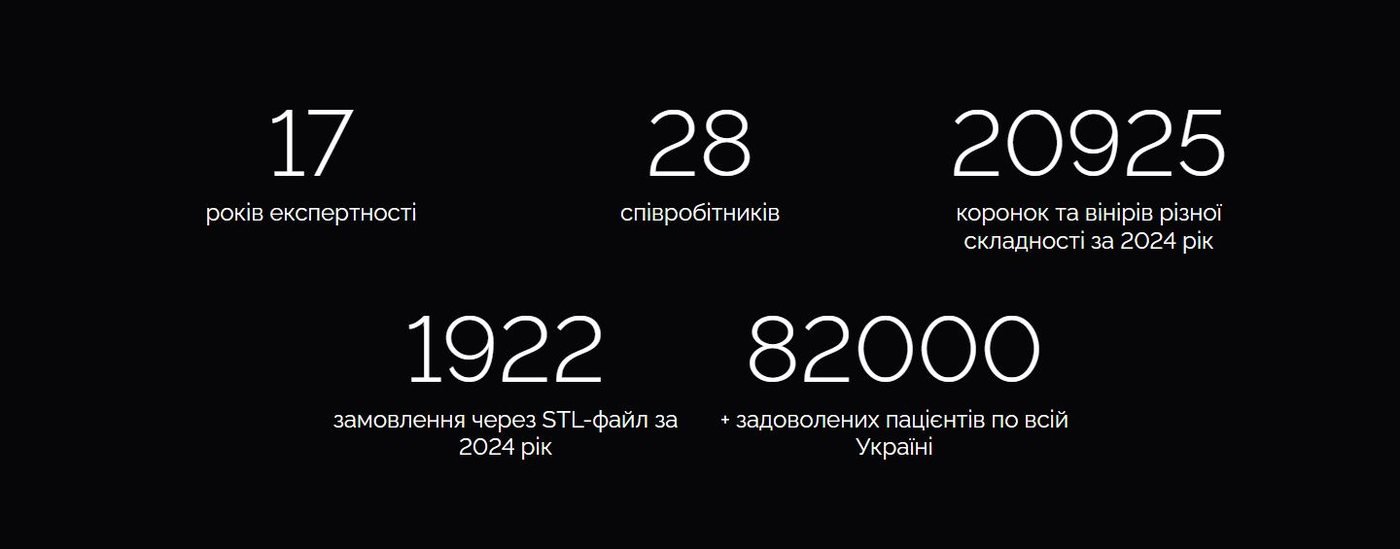 17
років експертності
28
співробітників
20925
коронок та вінірів різної
складності за 2024 рік
1922
замовлення через STL-файл за
2024 рік
82000
+ задоволених пацієнтів по всій
Україні